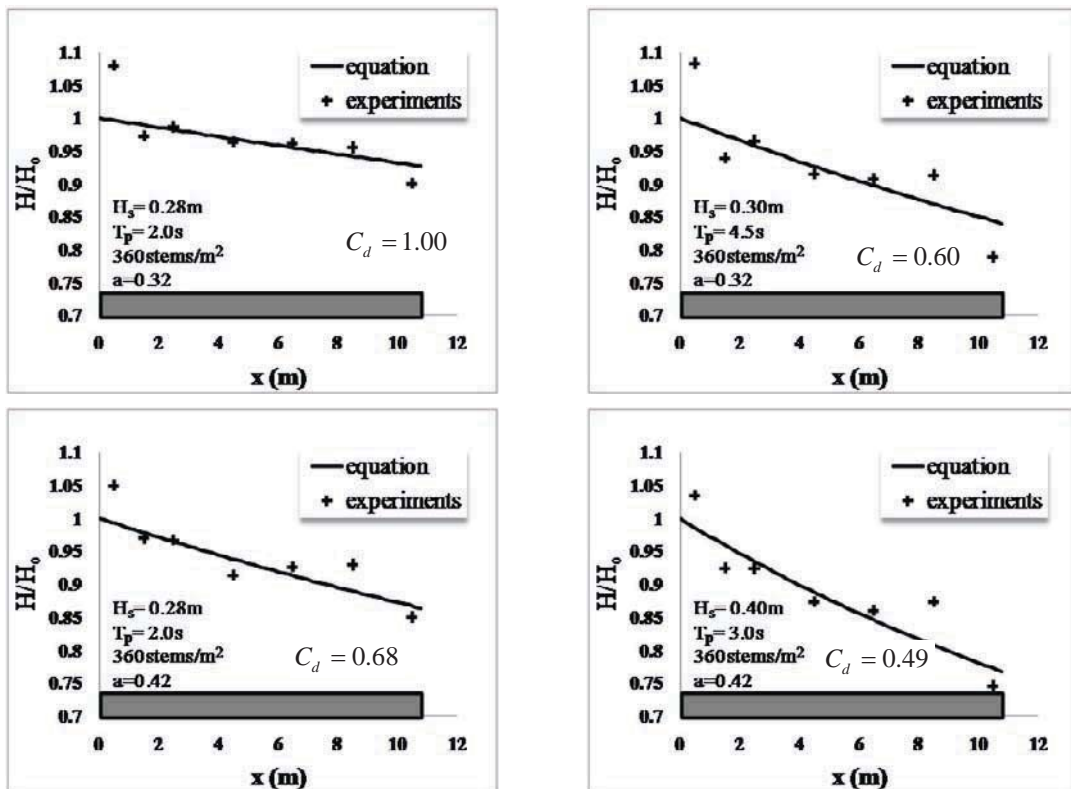 1.1
1.05
1
0.95
0.9
0.85
0.8
0.75
0.7
H/Hₒ
equation
experiments
Hₛ= 0.28m
Tₚ= 2.0s
360stems/m²
a=0.32
C_d = 1.00
0 2 4 6 8 10 12
x (m)
1.1
1.05
1
0.95
0.9
0.85
0.8
0.75
0.7
H/Hₒ
equation
experiments
Hₛ= 0.30m
Tₚ= 4.5s
360stems/m²
a=0.32
C_d = 0.60
0 2 4 6 8 10 12
x (m)
1.1
1.05
1
0.95
0.9
0.85
0.8
0.75
0.7
H/Hₒ
equation
experiments
Hₛ= 0.28m
Tₚ= 2.0s
360stems/m²
a=0.42
C_d = 0.68
0 2 4 6 8 10 12
x (m)
1.1
1.05
1
0.95
0.9
0.85
0.8
0.75
0.7
H/Hₒ
equation
experiments
Hₛ= 0.40m
Tₚ= 3.0s
360stems/m²
a=0.42
C_d = 0.49
0 2 4 6 8 10 12
x (m)